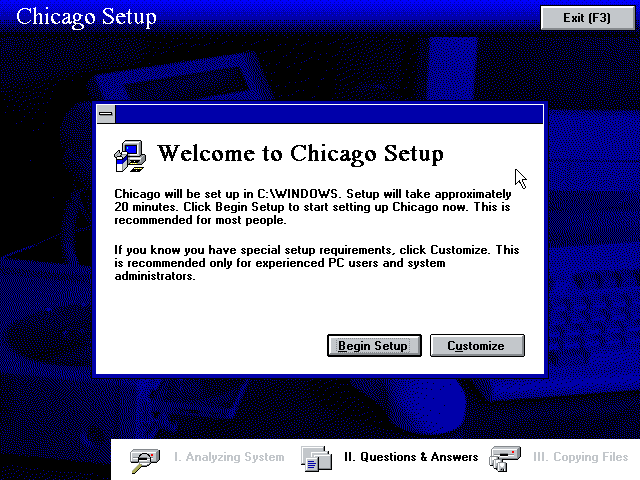 Chicago Setup
Exit (F3)
Welcome to Chicago Setup
Chicago will be set up in C:\WINDOWS. Setup will take approximately
20 minutes. Click Begin Setup to start setting up Chicago now. This is
recommended for most people.
If you know you have special setup requirements, click Customize. This
is recommended only for experienced PC users and system
administrators.
Begin Setup
Customize
I. Analyzing System
II. Questions & Answers
III. Copying Files